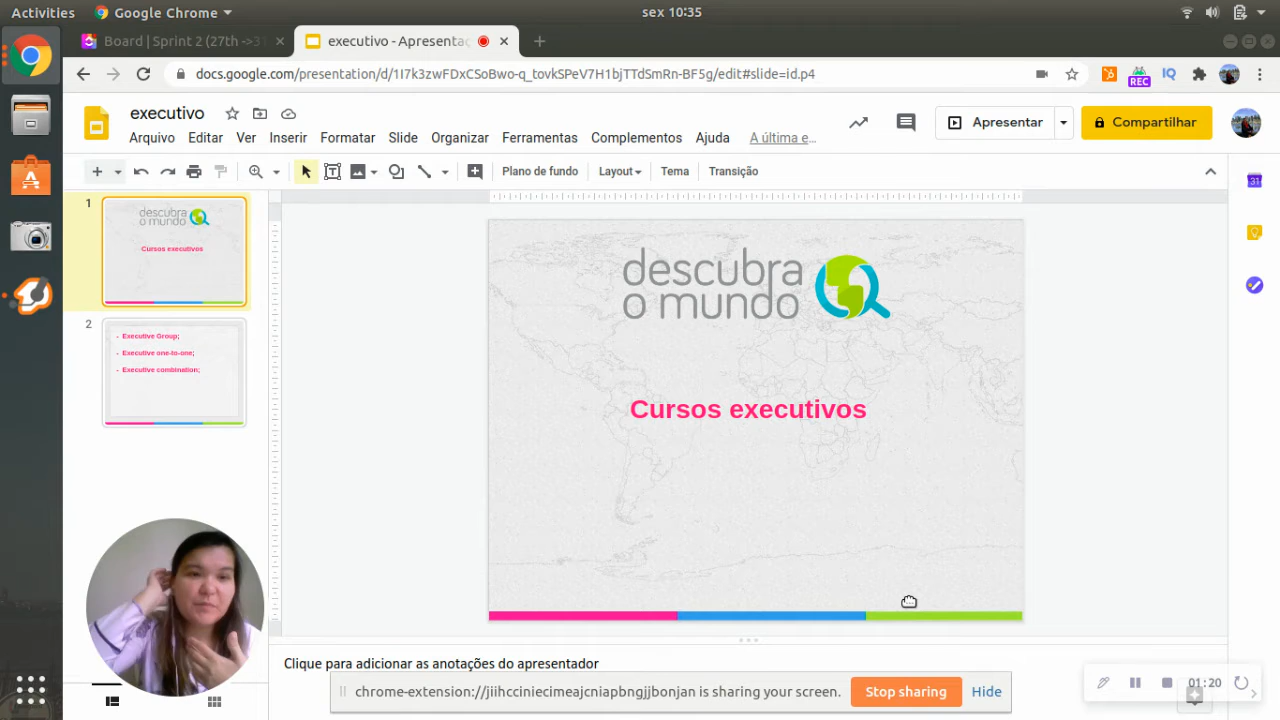 Activities
Google Chrome
sex 10:35
Board | Sprint 2 (27th ->31
executivo - Apresentaç
docs.google.com/presentation/d/1I7k3zwFDxCSoBwo-q_tovkSPeV7H1bjTTdSmRn-BF5g/edit#slide=id.p4
REC
IQ
executivo
Arquivo Editar Ver Inserir Formatar Slide Organizar Ferramentas Complementos Ajuda A última e...
Apresentar
Compartilhar
Plano de fundo Layout Tema Transição
31
1
descubra
o mundo
Cursos executivos
2
- Executive Group;
- Executive one-to-one;
- Executive combination;
descubra
o mundo
Cursos executivos
Clique para adicionar as anotações do apresentador
chrome-extension://jiihcciniecimeajcniapbngjjbonjan is sharing your screen.
Stop sharing
Hide
01:20